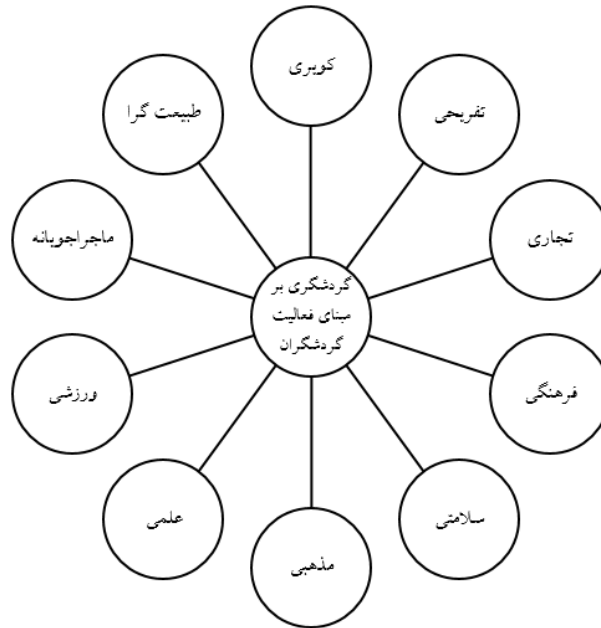 کویری
تفریحی
طبیعت گرا
تجاری
ماجراجویانه
گردشگری بر
مبنای فعالیت
گردشگران
فرهنگی
ورزشی
سلامتی
علمی
مذهبی